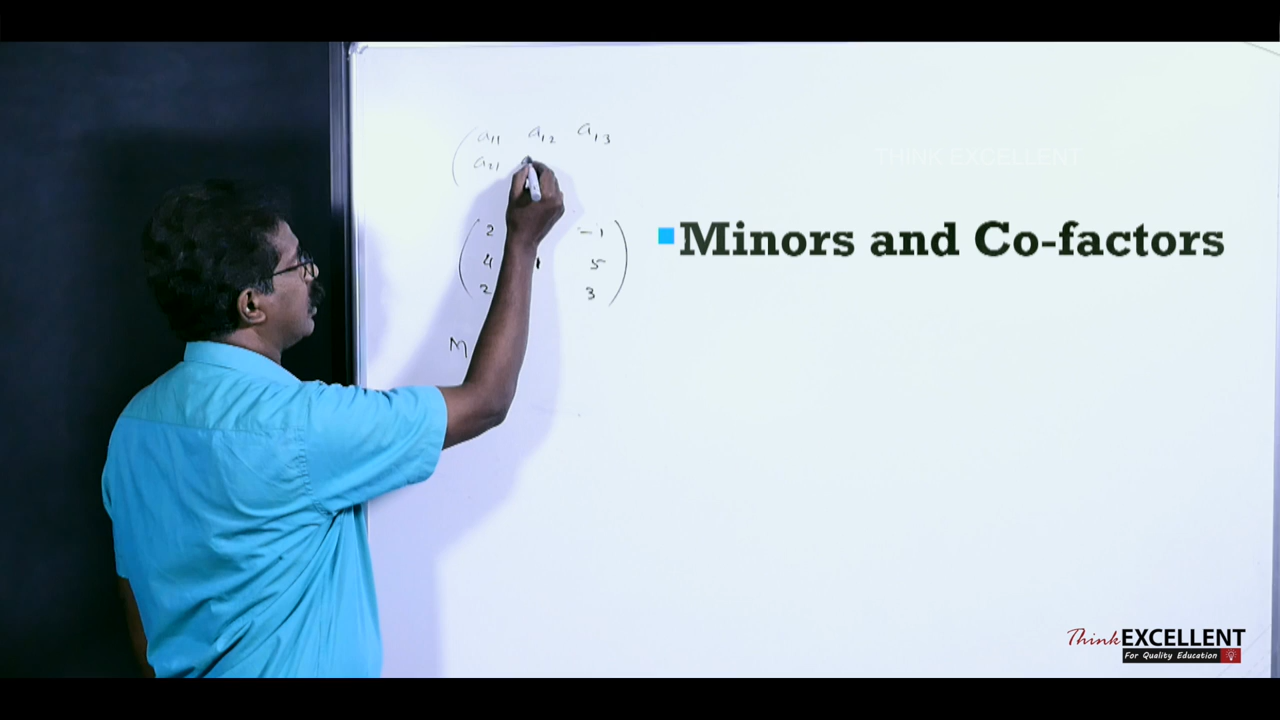 a11 a12 a13
a21
2 -1
4 5
2 3
M
THINK EXCELLENT
▪Minors and Co-factors
Think EXCELLENT
For Quality Education